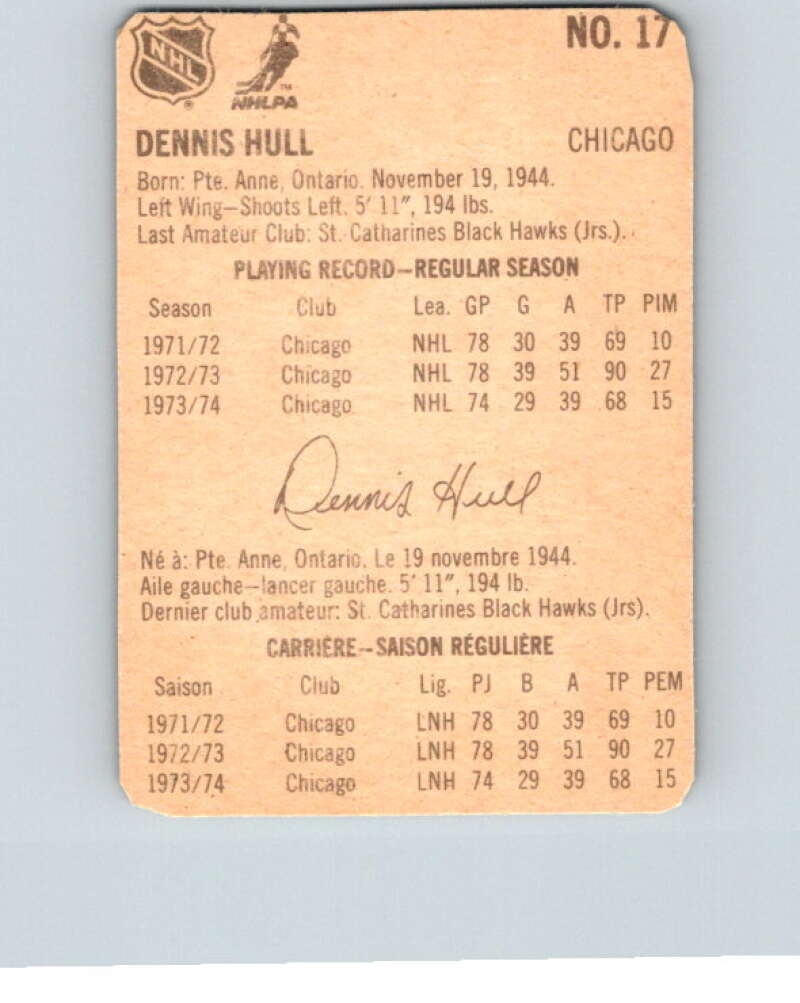 NHL
NHLPA
NO. 17
DENNIS HULL CHICAGO
Born: Pte. Anne, Ontario. November 19, 1944.
Left Wing—Shoots Left. 5' 11", 194 lbs.
Last Amateur Club: St. Catharines Black Hawks (Jrs.).
PLAYING RECORD—REGULAR SEASON
Season Club Lea. GP G A TP PIM
1971/72 Chicago NHL 78 30 39 69 10
1972/73 Chicago NHL 78 39 51 90 27
1973/74 Chicago NHL 74 29 39 68 15
Dennis Hull
Né à: Pte. Anne, Ontario. Le 19 novembre 1944.
Aile gauche—lancer gauche. 5' 11", 194 lb.
Dernier club amateur: St. Catharines Black Hawks (Jrs).
CARRIÈRE—SAISON RÉGULIÈRE
Saison Club Lig. PJ B A TP PEM
1971/72 Chicago LNH 78 30 39 69 10
1972/73 Chicago LNH 78 39 51 90 27
1973/74 Chicago LNH 74 29 39 68 15